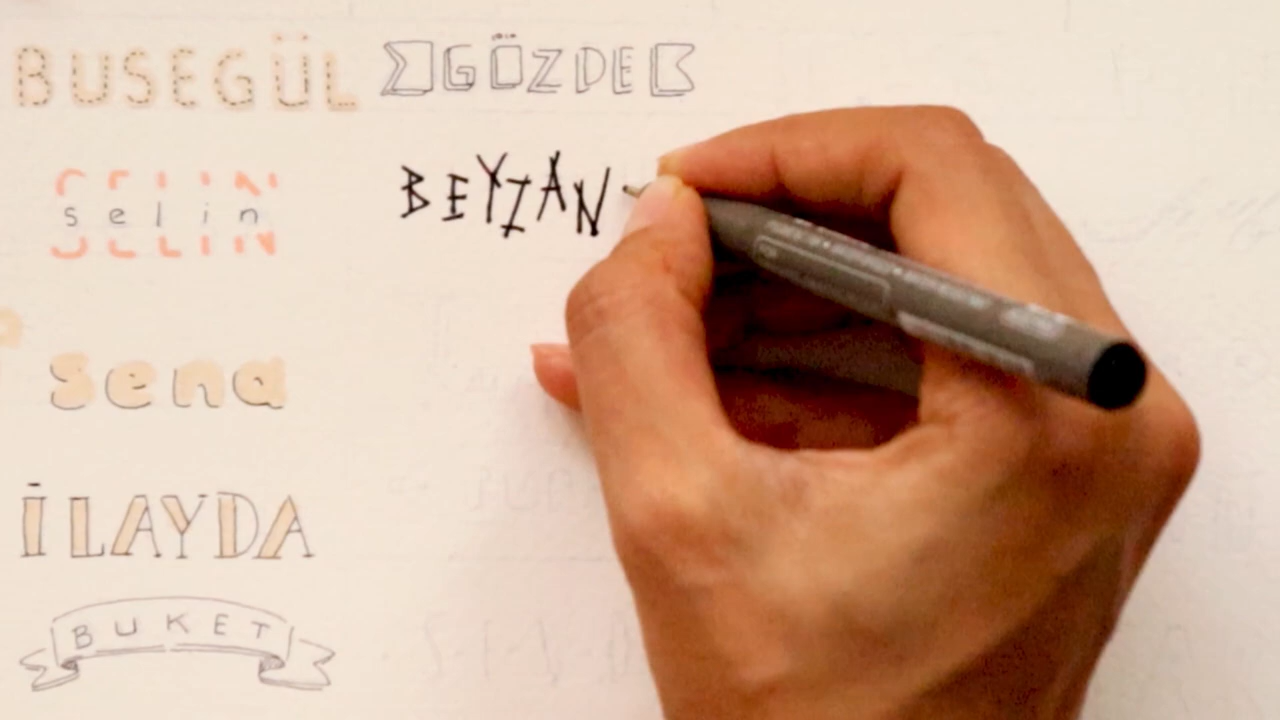 BUSEGÜL
GÖZDE
SELIN
selin
BEYZAN
sena
İLAYDA
BUKET